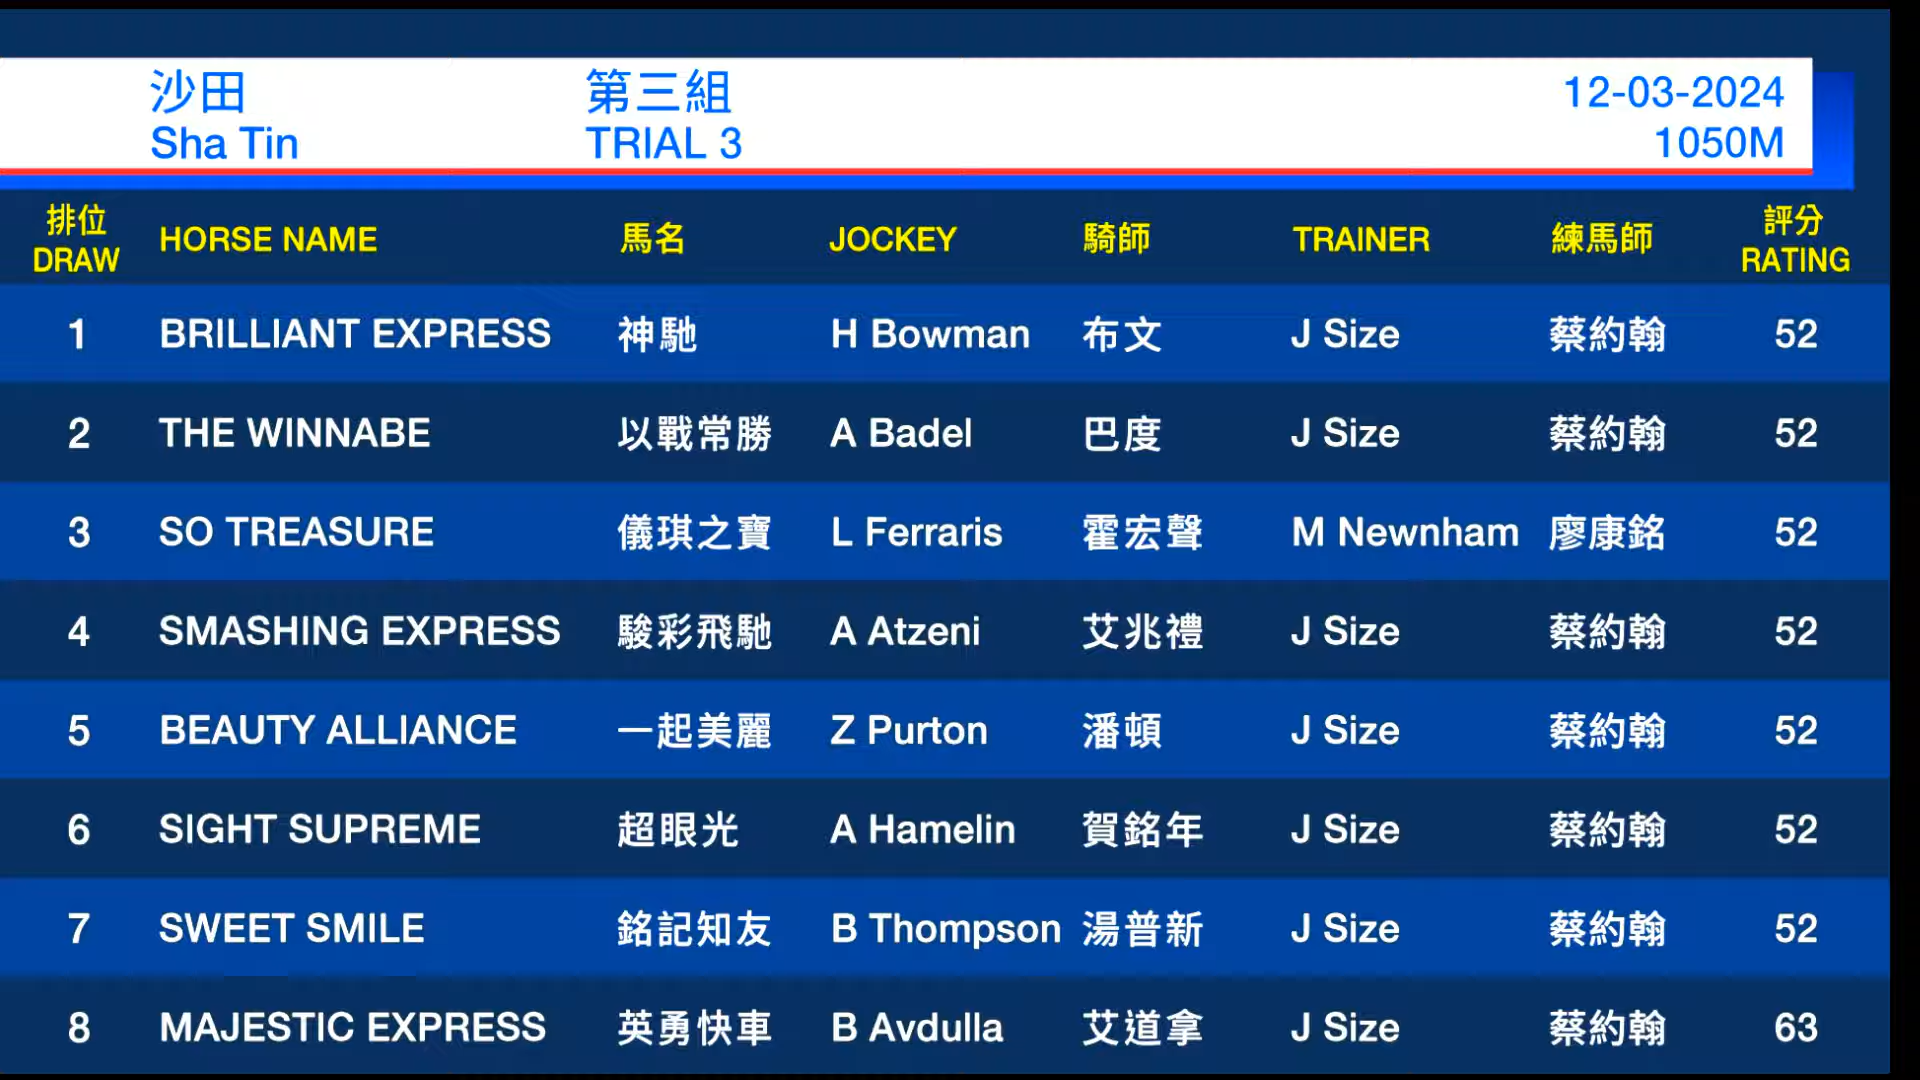 沙田 第三組 12-03-2024
Sha Tin TRIAL 3 1050M
排位 HORSE NAME 馬名 JOCKEY 騎師 TRAINER 練馬師 評分
DRAW RATING
1 BRILLIANT EXPRESS 神馳 H Bowman 布文 J Size 蔡約翰 52
2 THE WINNABE 以戰常勝 A Badel 巴度 J Size 蔡約翰 52
3 SO TREASURE 儀琪之寶 L Ferraris 霍宏聲 M Newnham 廖康銘 52
4 SMASHING EXPRESS 駿彩飛馳 A Atzeni 艾兆禮 J Size 蔡約翰 52
5 BEAUTY ALLIANCE 一起美麗 Z Purton 潘頓 J Size 蔡約翰 52
6 SIGHT SUPREME 超眼光 A Hamelin 賀銘年 J Size 蔡約翰 52
7 SWEET SMILE 銘記知友 B Thompson 湯普新 J Size 蔡約翰 52
8 MAJESTIC EXPRESS 英勇快車 B Avdulla 艾道拿 J Size 蔡約翰 63